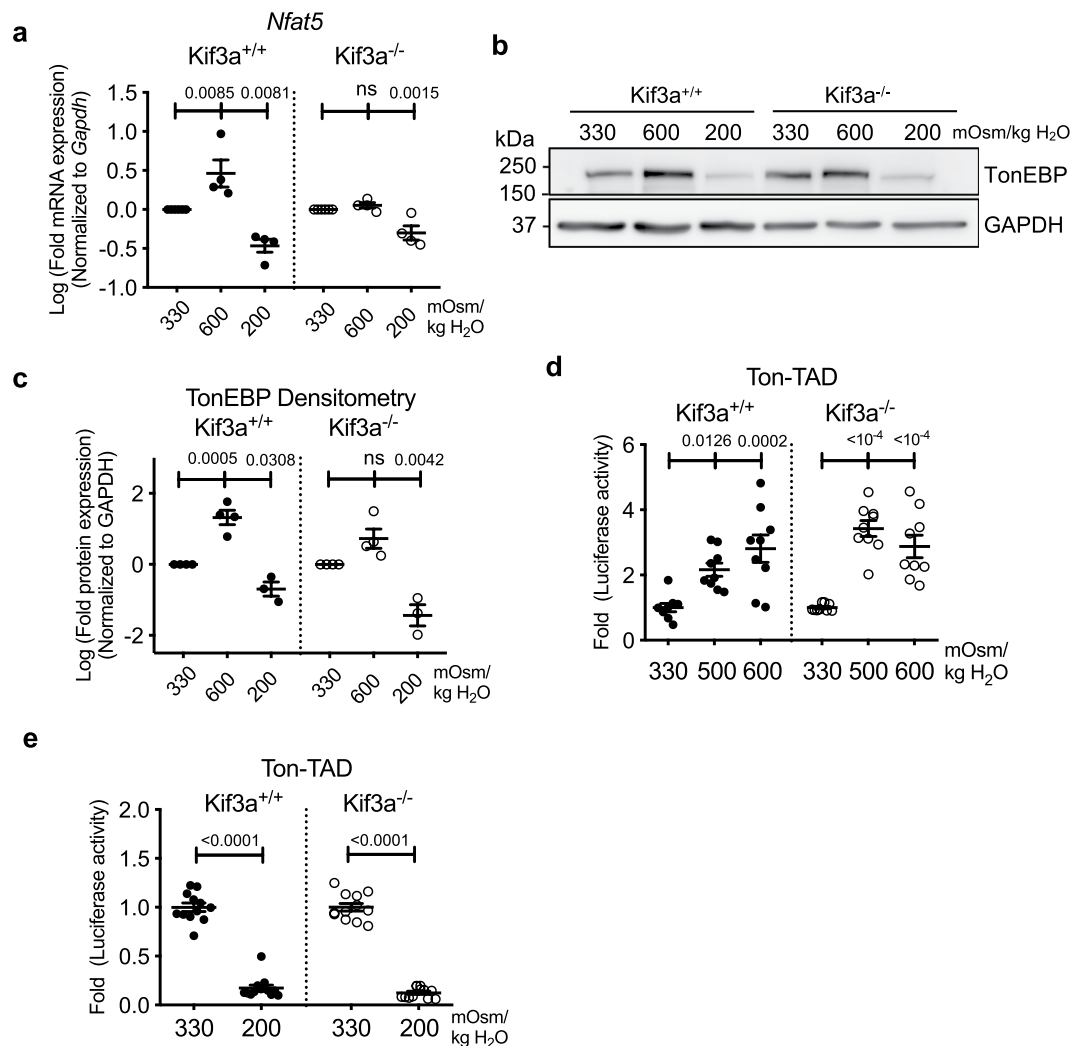 a
Nfat5
Kif3a+/+ Kif3a-/-
0.0085 0.0081 ns 0.0015
Log (Fold mRNA expression)
(Normalized to Gapdh)
1.5
1.0
0.5
0.0
-0.5
-1.0
330 600 200 330 600 200 mOsm/
kg H2O
b
Kif3a+/+ Kif3a-/-
kDa 330 600 200 330 600 200 mOsm/kg H2O
250
150
TonEBP
37
GAPDH
c
TonEBP Densitometry
Kif3a+/+ Kif3a-/-
0.0005 0.0308 ns 0.0042
Log (Fold protein expression)
(Normalized to GAPDH)
2
0
-2
330 600 200 330 600 200 mOsm/
kg H2O
d
Ton-TAD
Kif3a+/+ Kif3a-/-
0.0126 0.0002 <10-4 <10-4
Fold (Luciferase activity)
6
4
2
0
330 500 600 330 500 600 mOsm/
kg H2O
e
Ton-TAD
Kif3a+/+ Kif3a-/-
<0.0001 <0.0001
Fold (Luciferase activity)
2.0
1.5
1.0
0.5
0.0
330 200 330 200 mOsm/
kg H2O